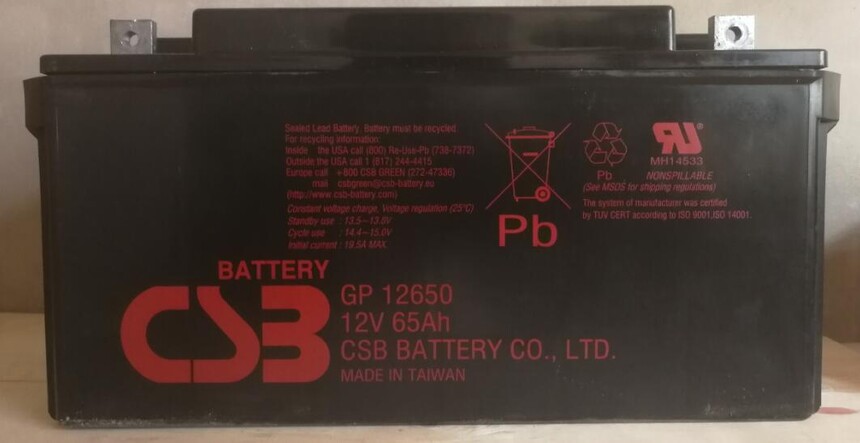 Sealed Lead Battery. Battery must be recycled
For recycling information:
Inside the USA call (800) Re-Use-Pb (738-7372)
Outside the USA call 1 (817) 244-4415
Europe call +800 CSB GREEN (272-47336)
mail csbgreen@csb-battery.eu
(http://www.csb-battery.com)
Constant voltage charge, Voltage regulation (25°C)
Standby use : 13.5~13.8V
Cycle use : 14.4~15.0V
Initial current : 19.5A MAX.
Pb
Pb
RU
MH14533
NONSPILLABLE
(See MSDS for shipping regulations)
The system of manufacturer was certified
by TUV CERT according to ISO 9001,ISO 14001.
BATTERY
CSB
GP 12650
12V 65Ah
CSB BATTERY CO., LTD.
MADE IN TAIWAN